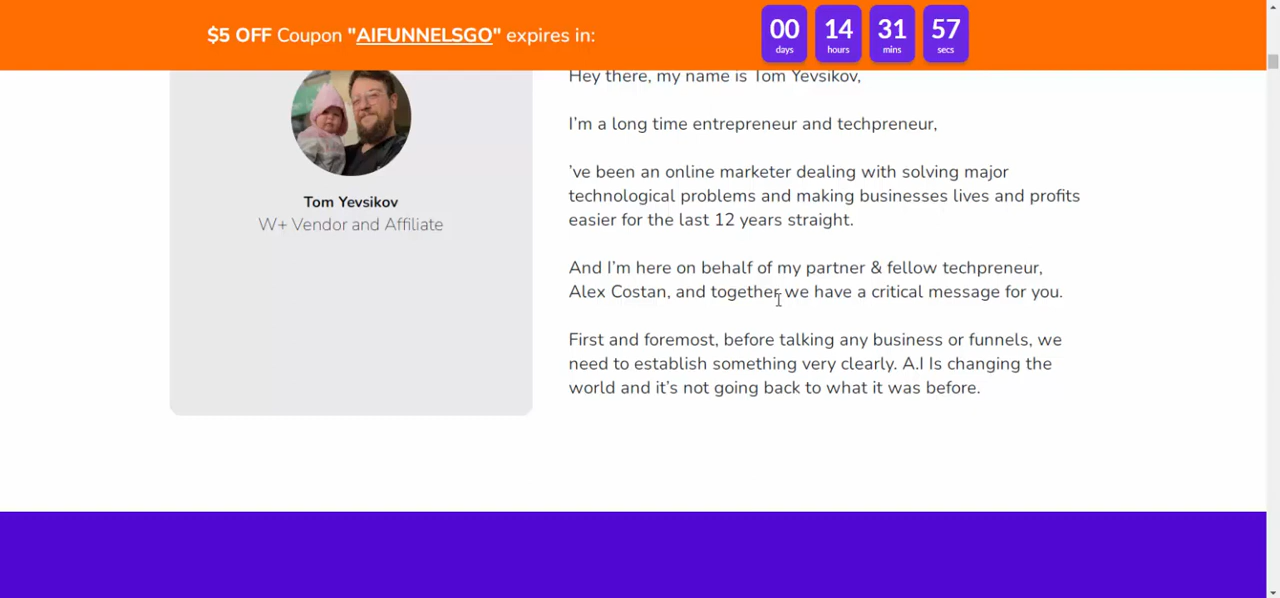 $5 OFF Coupon "AIFUNNELSGO" expires in:
00 14 31 57
days hours mins secs
Hey there, my name is Tom Yevsikov,
I'm a long time entrepreneur and techpreneur,
've been an online marketer dealing with solving major
technological problems and making businesses lives and profits
easier for the last 12 years straight.
And I'm here on behalf of my partner & fellow techpreneur,
Alex Costan, and together we have a critical message for you.
First and foremost, before talking any business or funnels, we
need to establish something very clearly. A.I Is changing the
world and it's not going back to what it was before.
Tom Yevsikov
W+ Vendor and Affiliate